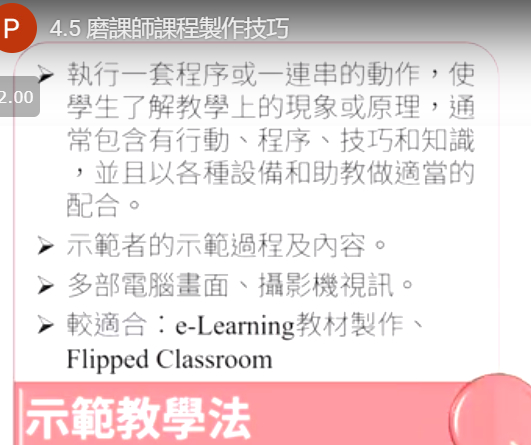 P 4.5 磨課師課程製作技巧
➤ 執行一套程序或一連串的動作，使
2.00
學生了解教學上的現象或原理，通
常包含有行動、程序、技巧和知識
，並且以各種設備和助教做適當的
配合。
➤ 示範者的示範過程及內容。
➤ 多部電腦畫面、攝影機視訊。
➤ 較適合：e-Learning教材製作、
Flipped Classroom
示範教學法